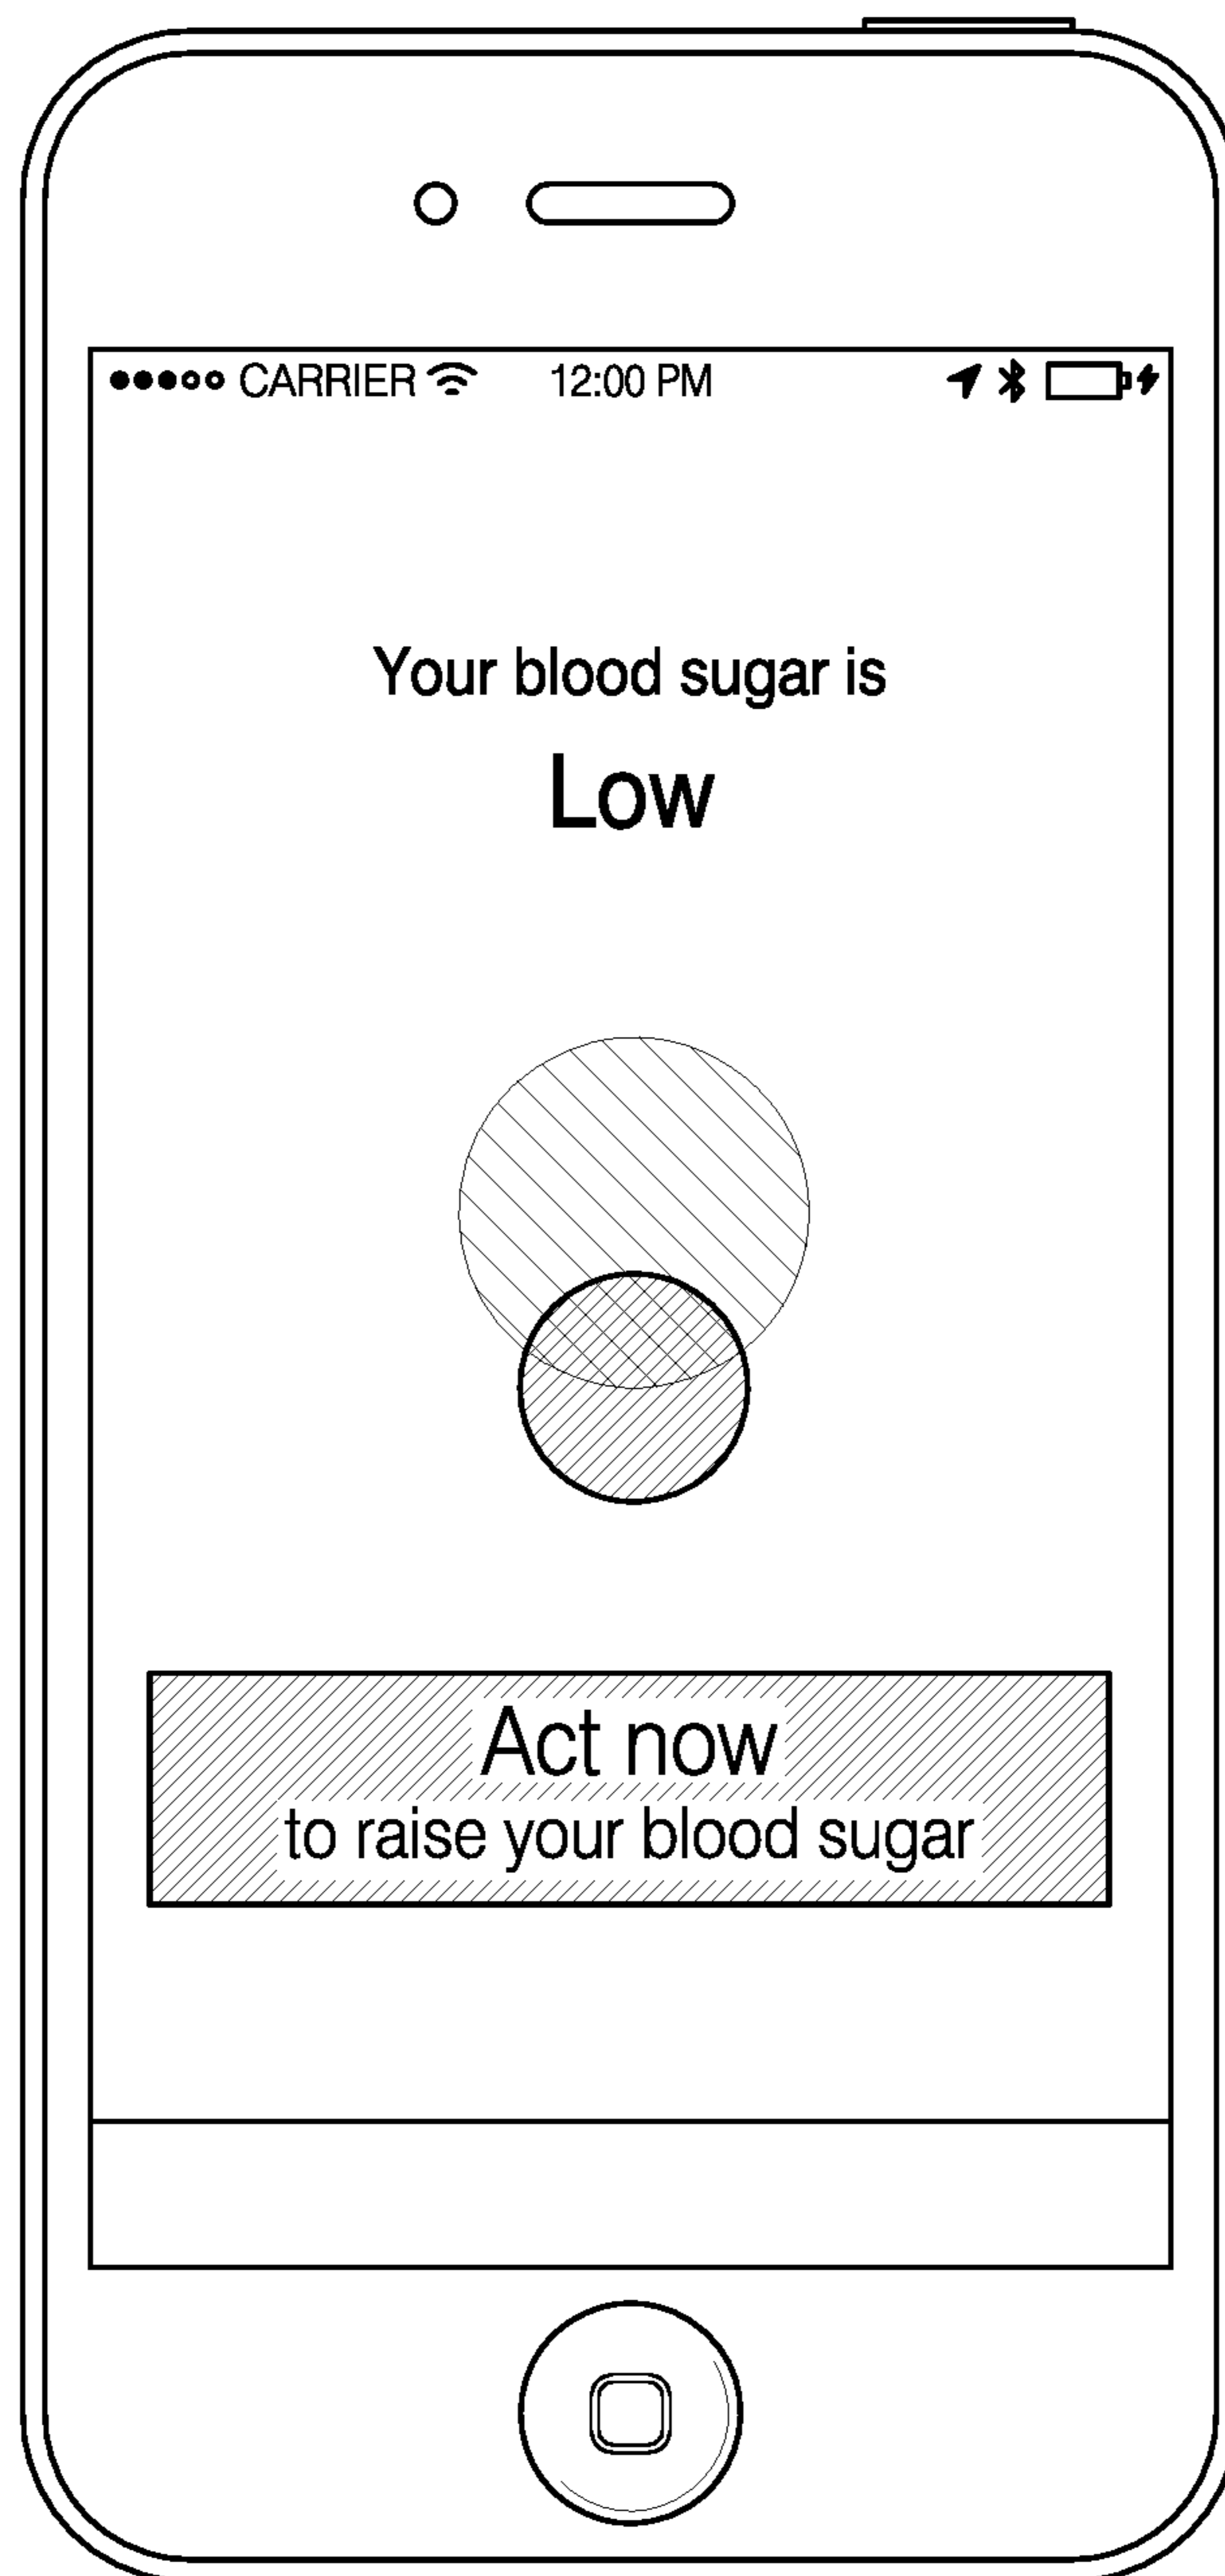 CARRIER 12:00 PM
Your blood sugar is
Low
Act now
to raise your blood sugar